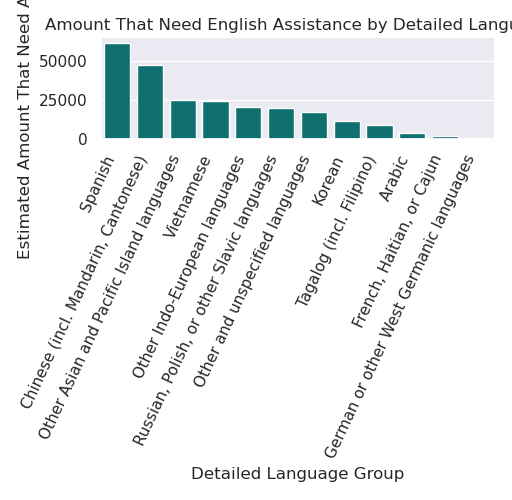 Amount That Need English Assistance by Detailed Langu
Estimated Amount That Need A
50000
25000
0
Spanish
Chinese (incl. Mandarin, Cantonese)
Other Asian and Pacific Island languages
Vietnamese
Other Indo-European languages
Russian, Polish, or other Slavic languages
Other and unspecified languages
Korean
Tagalog (incl. Filipino)
Arabic
French, Haitian, or Cajun
German or other West Germanic languages
Detailed Language Group